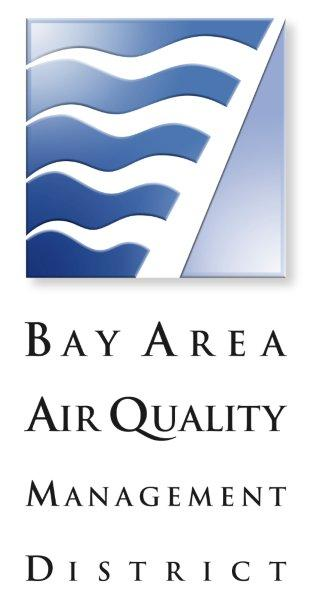 BAY AREA
AIR QUALITY
MANAGEMENT
DISTRICT